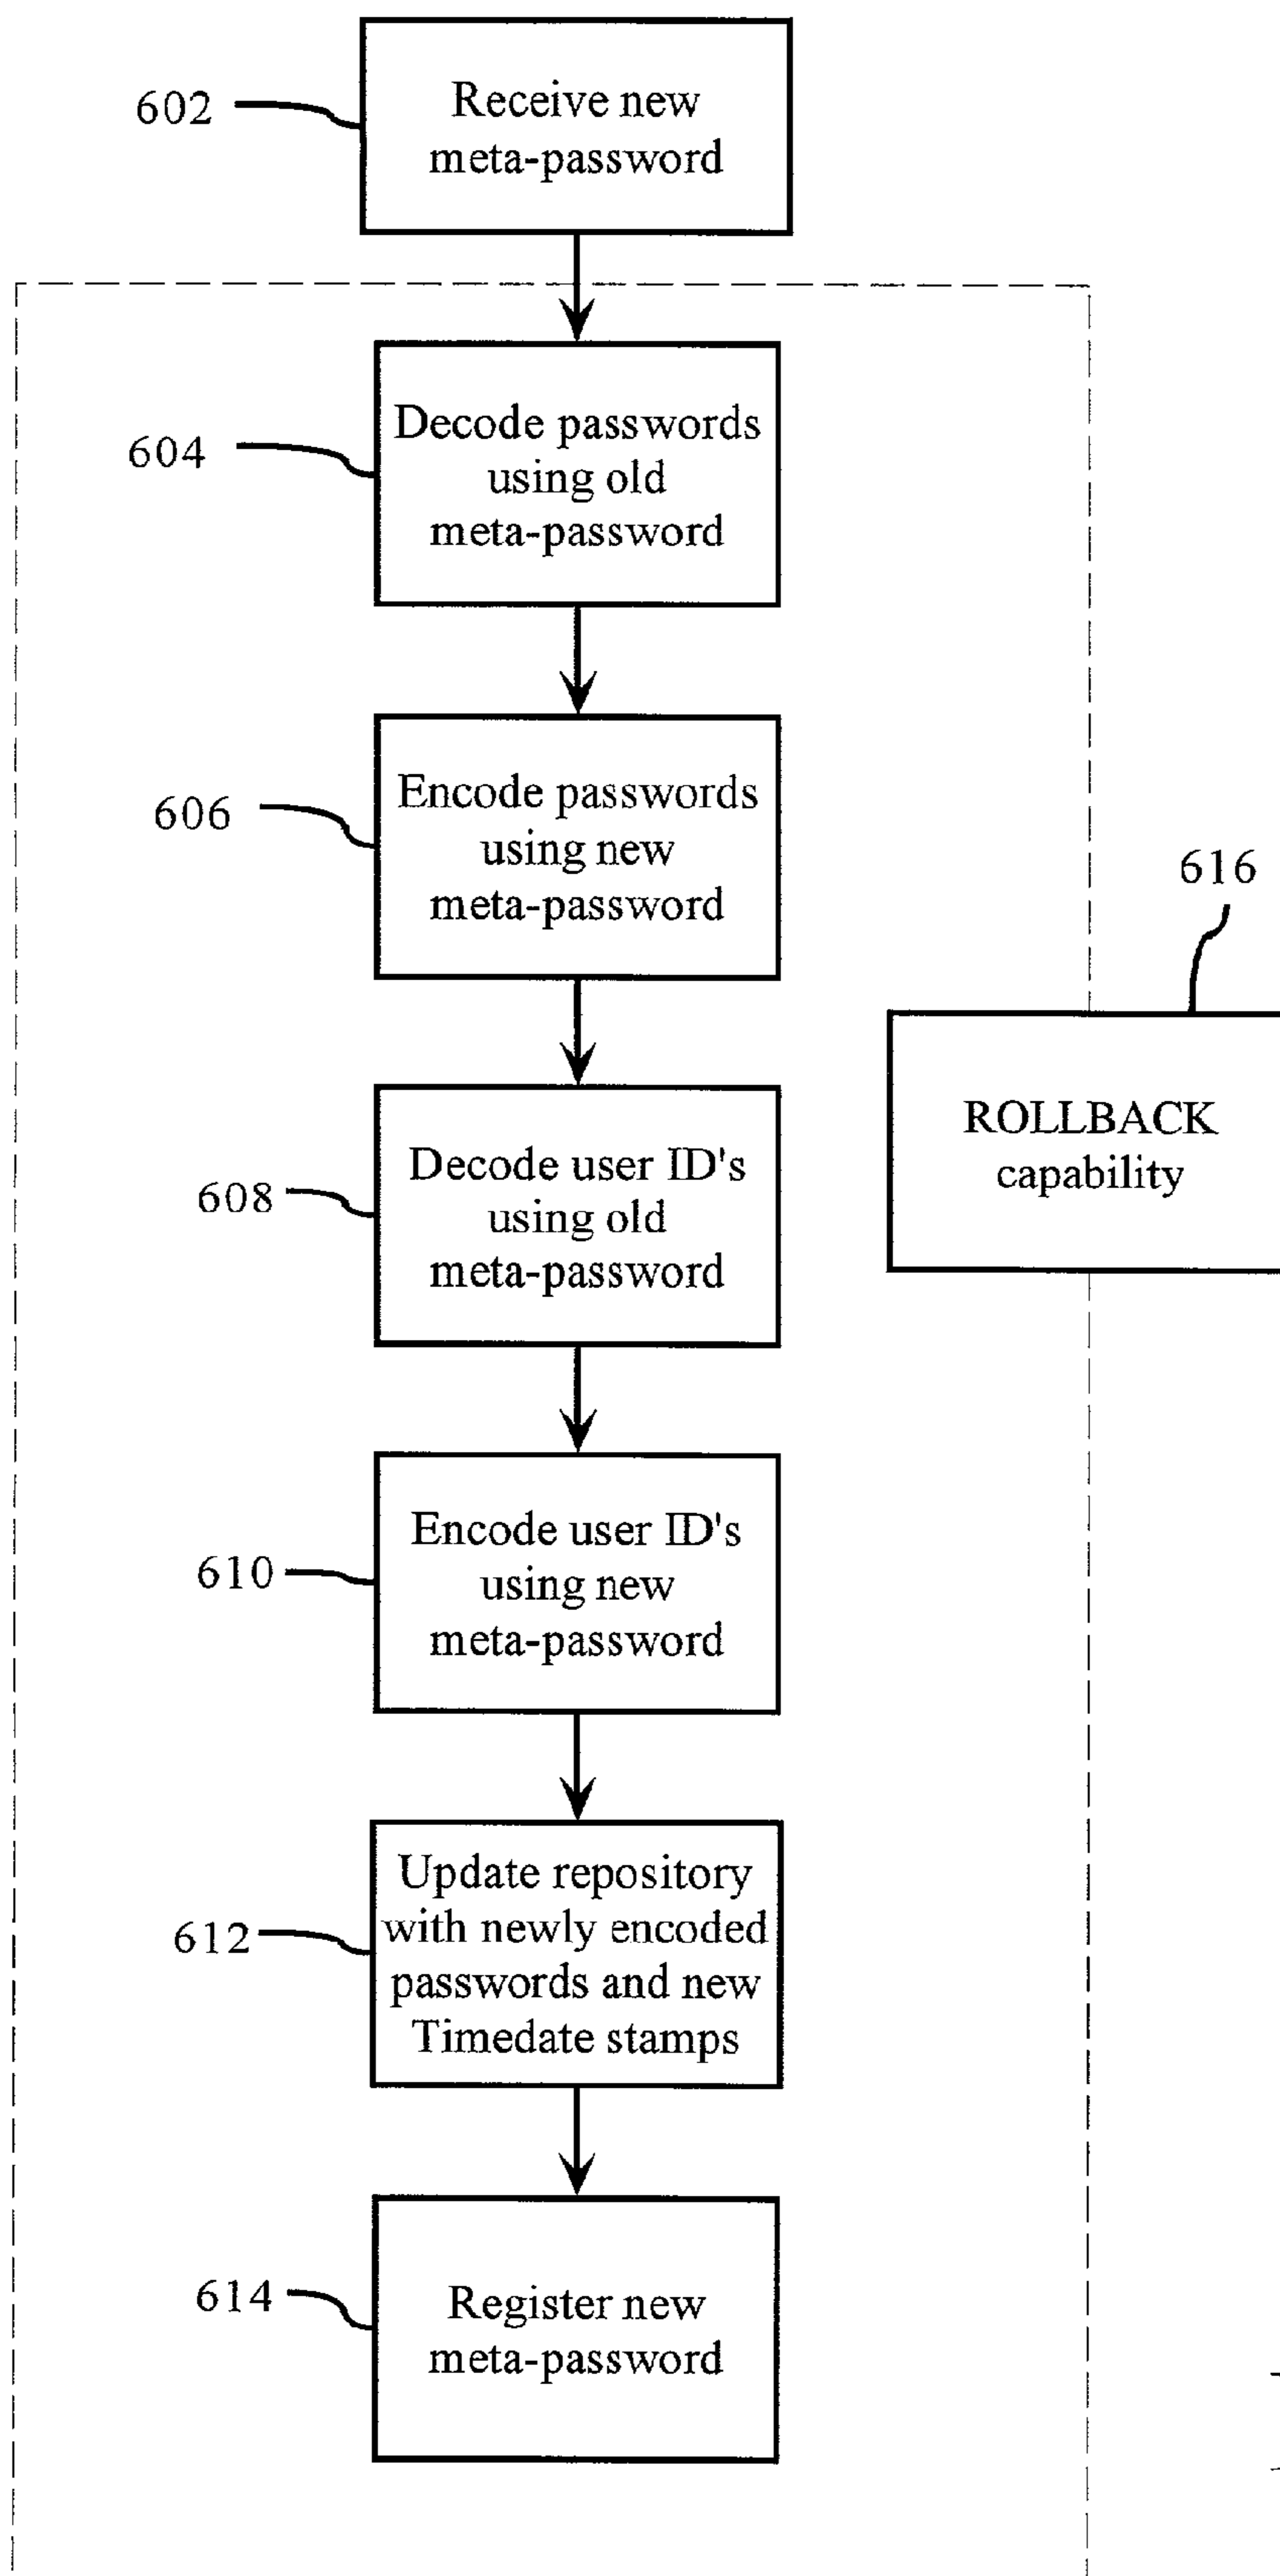 602
Receive new
meta-password
604
Decode passwords
using old
meta-password
606
Encode passwords
using new
meta-password
616
ROLLBACK
capability
608
Decode user ID's
using old
meta-password
610
Encode user ID's
using new
meta-password
612
Update repository
with newly encoded
passwords and new
Timedate stamps
614
Register new
meta-password